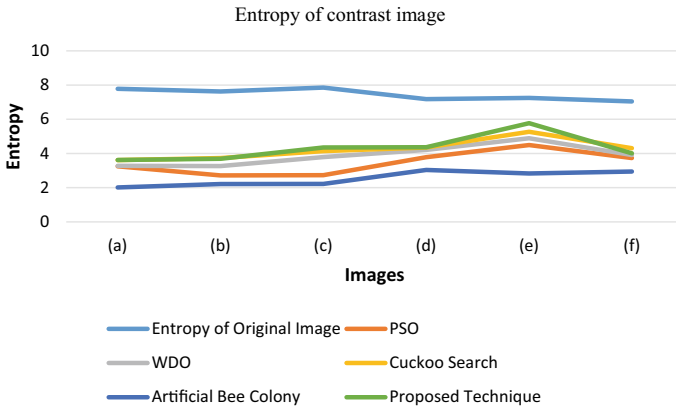 Entropy of contrast image
10
8
6
4
2
0
Entropy
(a) (b) (c) (d) (e) (f)
Images
Entropy of Original Image PSO
WDO Cuckoo Search
Artificial Bee Colony Proposed Technique